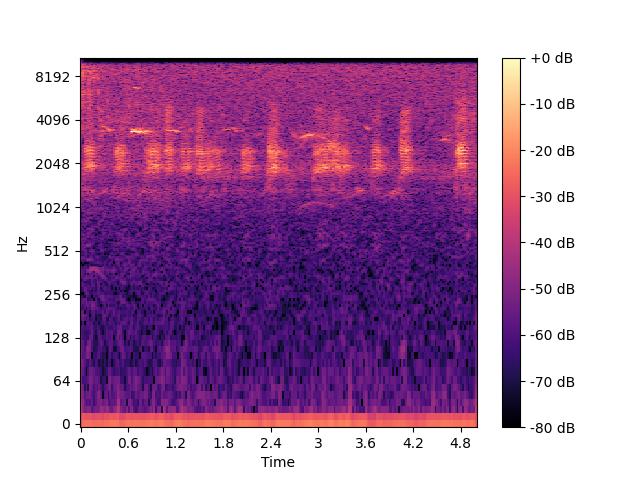 8192
4096
2048
1024
512
256
128
64
0
Hz
0 0.6 1.2 1.8 2.4 3 3.6 4.2 4.8
Time
+0 dB
-10 dB
-20 dB
-30 dB
-40 dB
-50 dB
-60 dB
-70 dB
-80 dB